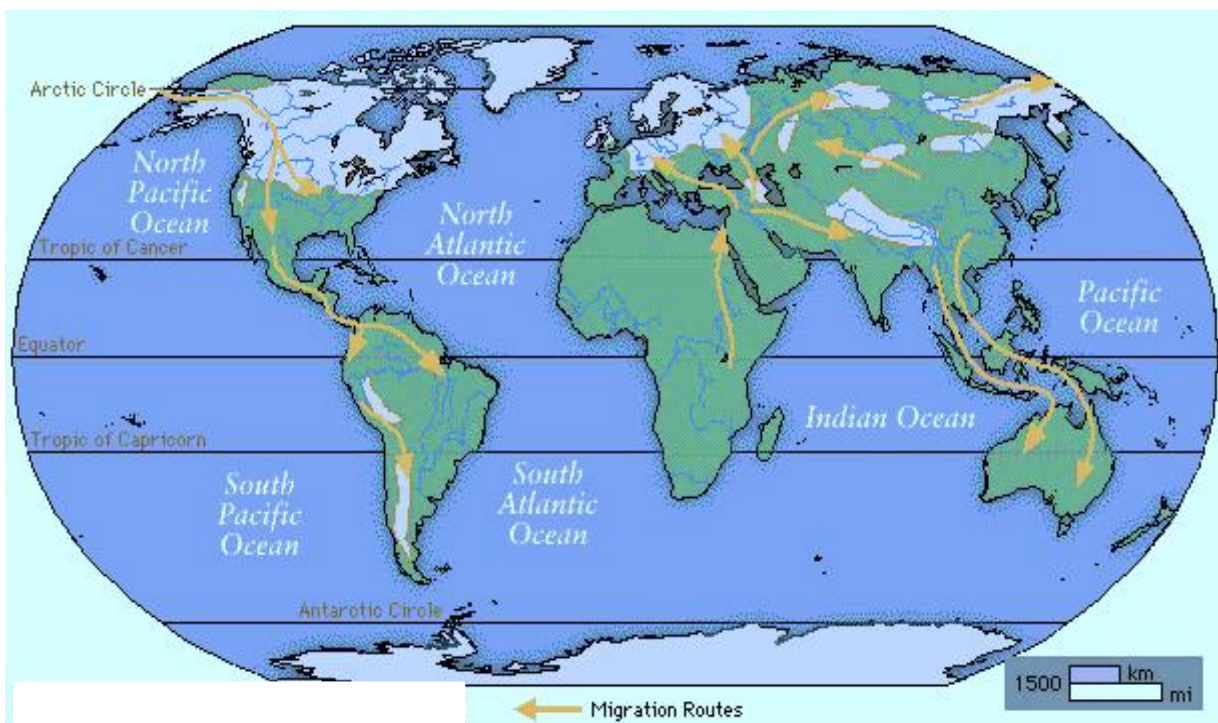 Arctic Circle
North
Pacific
Ocean
North
Atlantic
Ocean
Tropic of Cancer
Pacific
Ocean
Equator
Indian Ocean
Tropic of Capricorn
South
Pacific
Ocean
South
Atlantic
Ocean
Antarctic Circle
1500 km
mi
Migration Routes